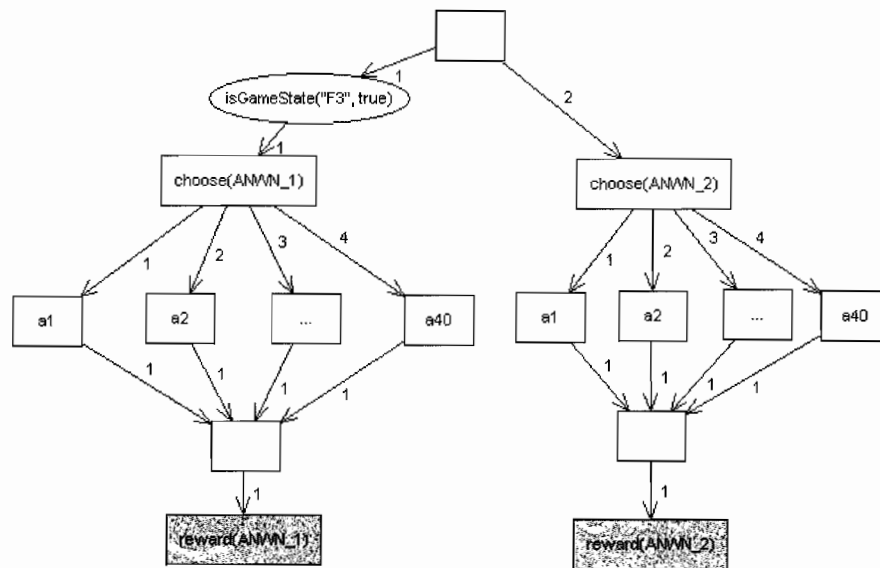 1
isGameState("F3", true)
2
1
choose(ANWN_1)
choose(ANWN_2)
1
2
3
4
1
2
3
4
a1
a2
...
a40
a1
a2
...
a40
1
1
1
1
1
1
1
1
1
1
reward(ANWN_1)
reward(ANWN_2)